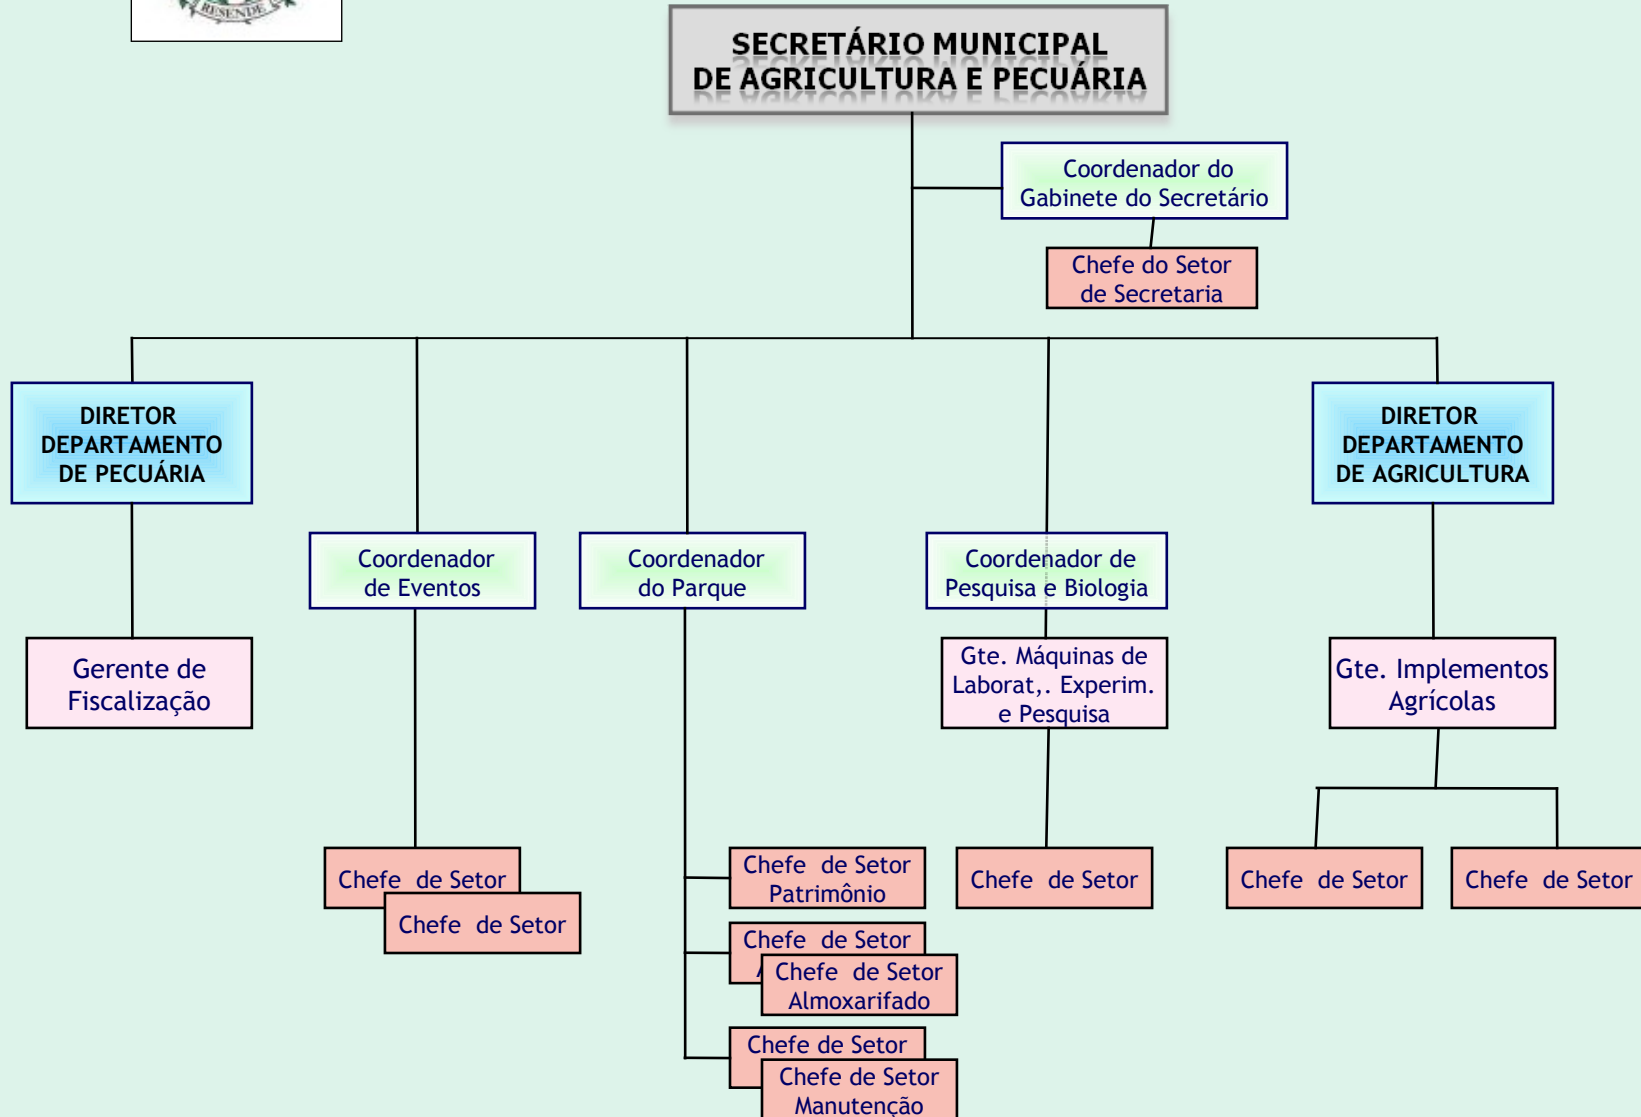 RESENDE
SECRETÁRIO MUNICIPAL
DE AGRICULTURA E PECUÁRIA
Coordenador do
Gabinete do Secretário
Chefe do Setor
de Secretaria
DIRETOR
DEPARTAMENTO
DE PECUÁRIA
DIRETOR
DEPARTAMENTO
DE AGRICULTURA
Coordenador
de Eventos
Coordenador
do Parque
Coordenador de
Pesquisa e Biologia
Gerente de
Fiscalização
Gte. Máquinas de
Laborat,. Experim.
e Pesquisa
Gte. Implementos
Agrícolas
Chefe de Setor
Chefe de Setor
Chefe de Setor
Patrimônio
Chefe de Setor
Chefe de Setor
Almoxarifado
Chefe de Setor
Chefe de Setor
Manutenção
Chefe de Setor
Chefe de Setor
Chefe de Setor